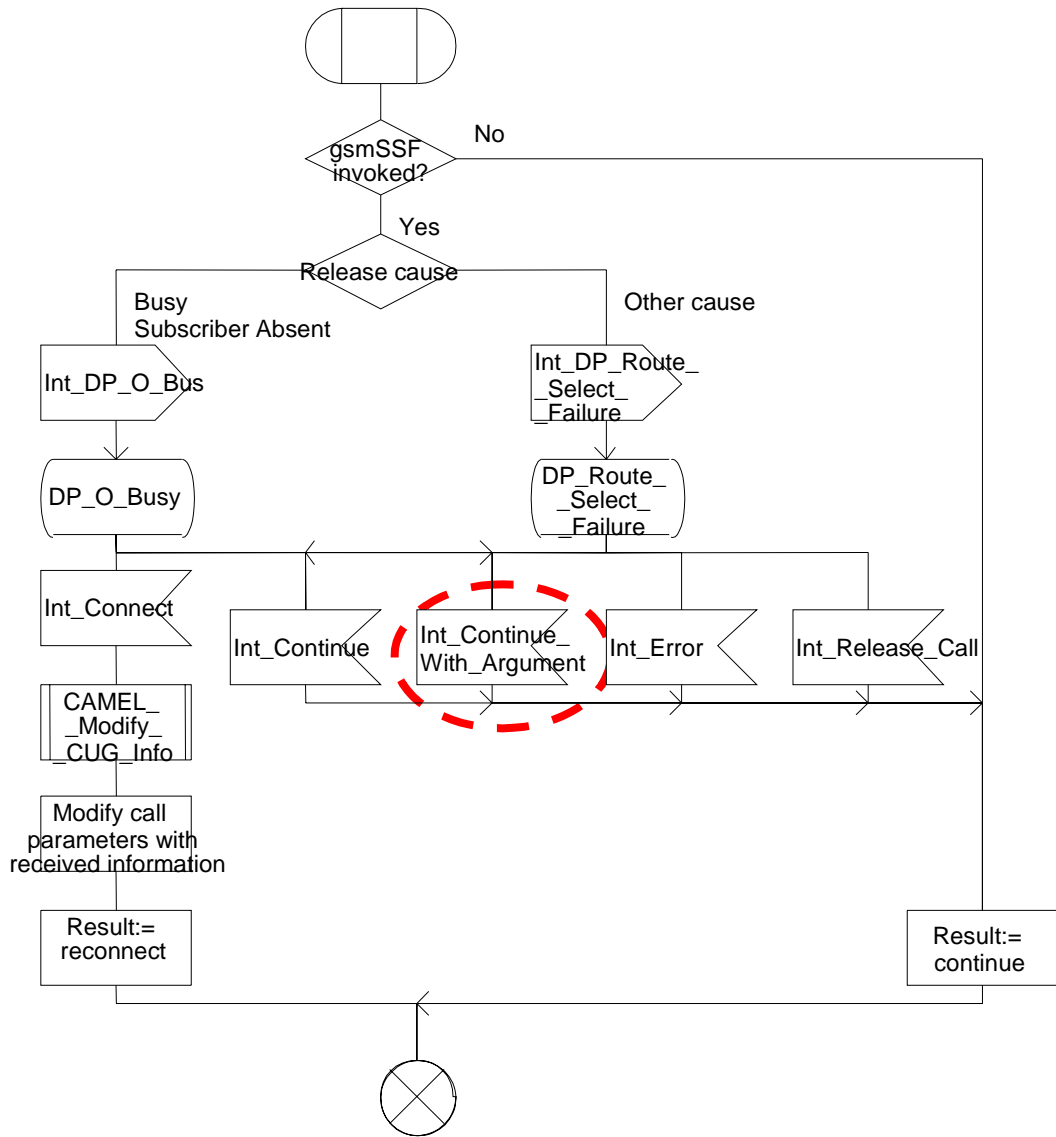 gsmSSF
invoked?
No
Yes
Release cause
Busy
Subscriber Absent
Other cause
Int_DP_O_Bus
Int_DP_Route_
_Select_
_Failure
DP_O_Busy
DP_Route_
_Select_
_Failure
Int_Connect
Int_Continue
Int_Continue_
With_Argument
Int_Error
Int_Release_Call
CAMEL_
_Modify_
_CUG_Info
Modify call
parameters with
received information
Result:=
reconnect
Result:=
continue